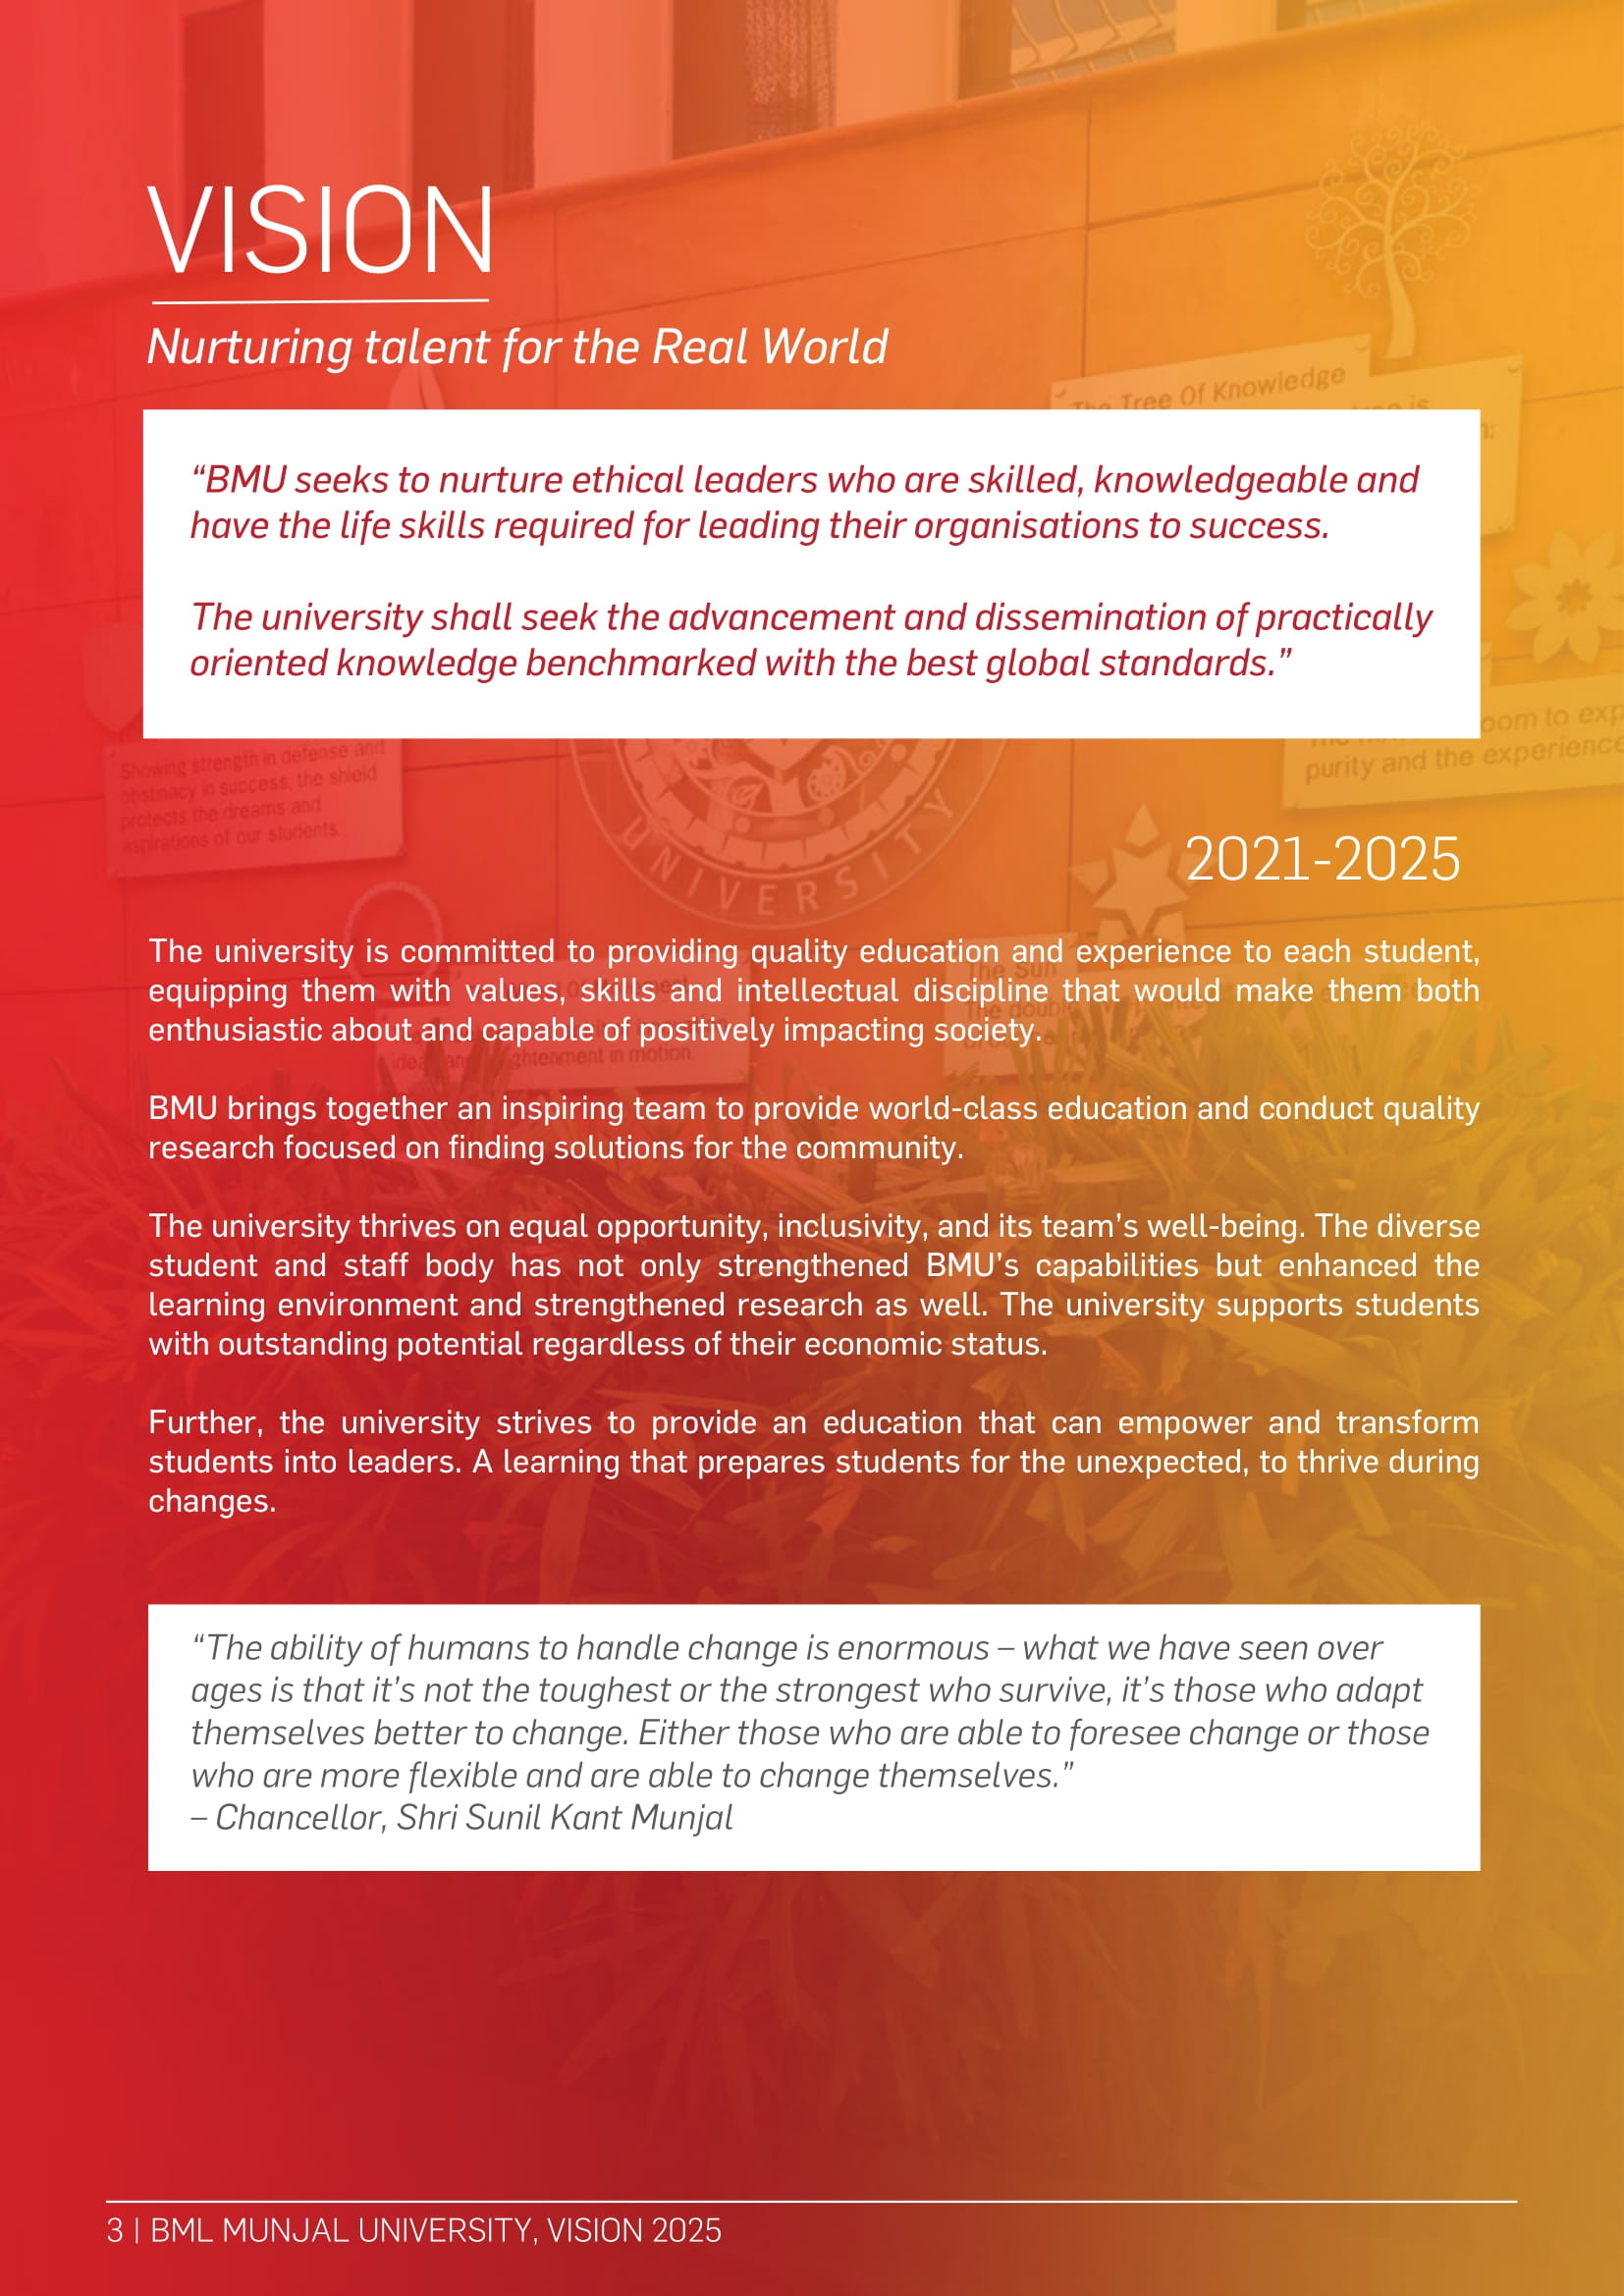 VISION
Nurturing talent for the Real World
The Tree Of Knowledge
“BMU seeks to nurture ethical leaders who are skilled, knowledgeable and
have the life skills required for leading their organisations to success.
The university shall seek the advancement and dissemination of practically
oriented knowledge benchmarked with the best global standards.”
Showing strength in defense and
obstinacy in success, the shield
protects the dreams and
aspirations of our students.
oom to exp
purity and the experience
UNIVERSITY
2021-2025
The Sun
The university is committed to providing quality education and experience to each student,
equipping them with values, skills and intellectual discipline that would make them both
enthusiastic about and capable of positively impacting society.
in motion.
BMU brings together an inspiring team to provide world-class education and conduct quality
research focused on finding solutions for the community.
The university thrives on equal opportunity, inclusivity, and its team’s well-being. The diverse
student and staff body has not only strengthened BMU’s capabilities but enhanced the
learning environment and strengthened research as well. The university supports students
with outstanding potential regardless of their economic status.
Further, the university strives to provide an education that can empower and transform
students into leaders. A learning that prepares students for the unexpected, to thrive during
changes.
“The ability of humans to handle change is enormous – what we have seen over
ages is that it’s not the toughest or the strongest who survive, it’s those who adapt
themselves better to change. Either those who are able to foresee change or those
who are more flexible and are able to change themselves.”
– Chancellor, Shri Sunil Kant Munjal
3 | BML MUNJAL UNIVERSITY, VISION 2025